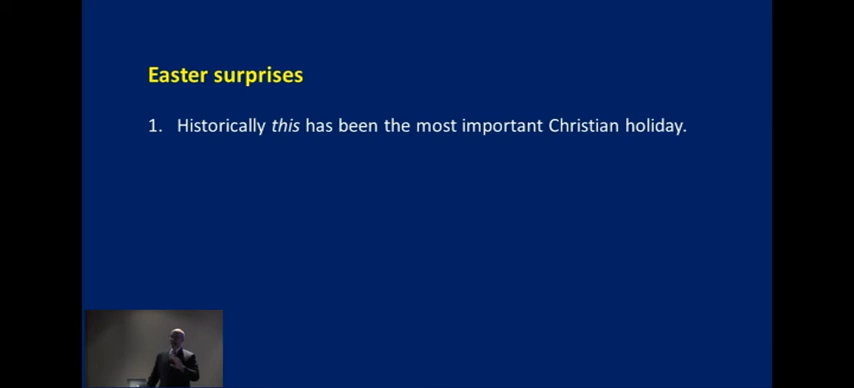 Easter surprises
1. Historically this has been the most important Christian holiday.